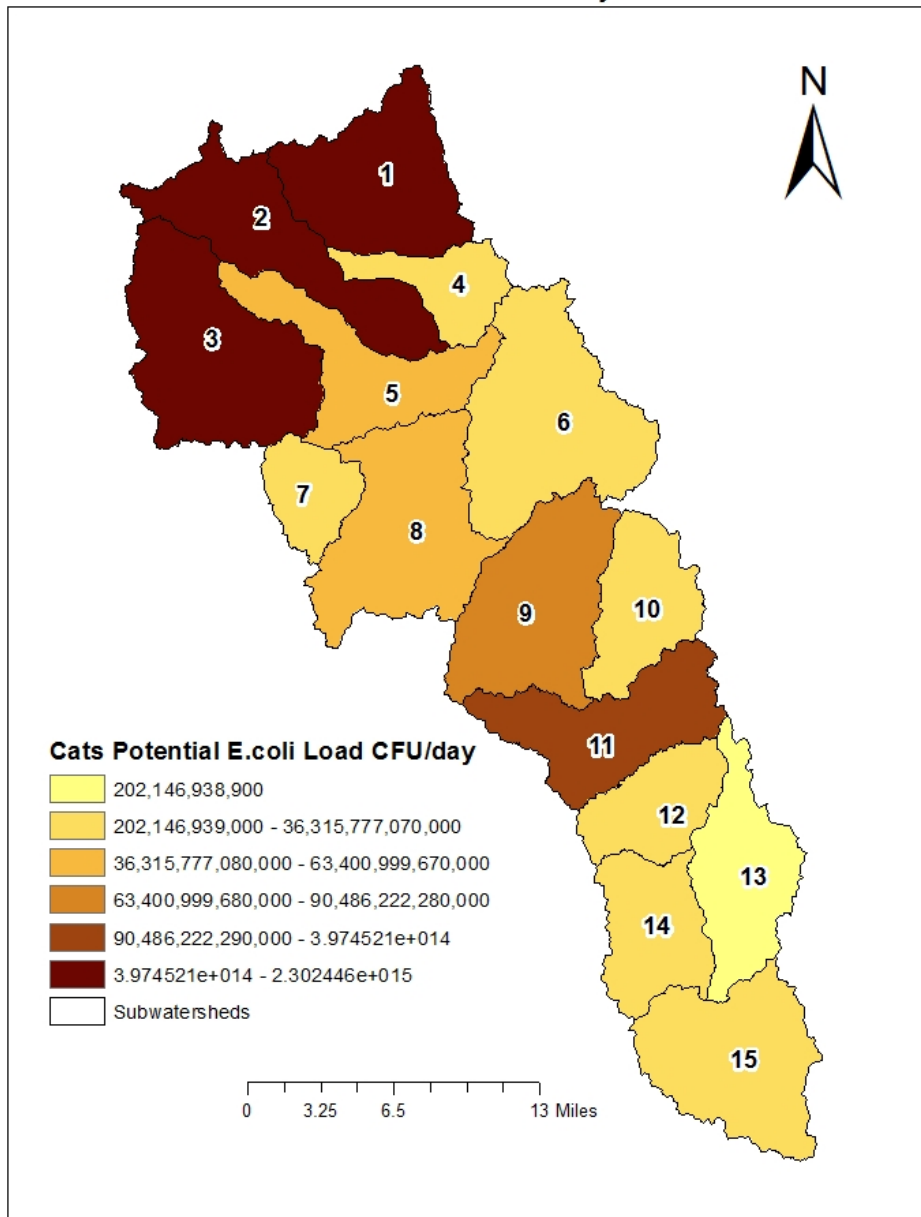 N
1
2
4
3
5
6
7
8
9
10
11
12
13
14
15
Cats Potential E.coli Load CFU/day
202,146,938,900
202,146,939,000 - 36,315,777,070,000
36,315,777,080,000 - 63,400,999,670,000
63,400,999,680,000 - 90,486,222,280,000
90,486,222,290,000 - 3.974521e+014
3.974521e+014 - 2.302446e+015
Subwatersheds
0 3.25 6.5 13 Miles